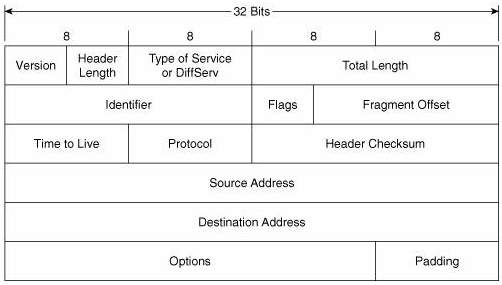 32 Bits
8 8 8 8
Version Header Length Type of Service or DiffServ Total Length
Identifier Flags Fragment Offset
Time to Live Protocol Header Checksum
Source Address
Destination Address
Options Padding